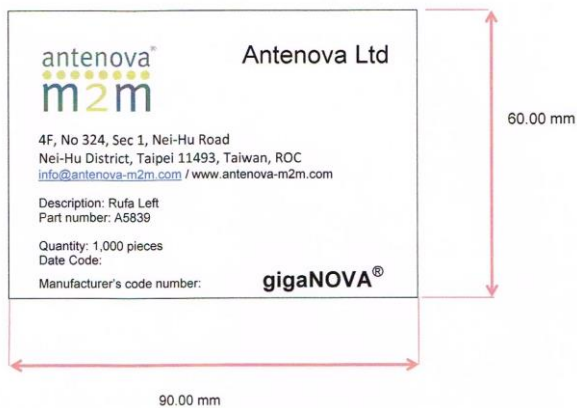 antenova®
m2m
Antenova Ltd
4F, No 324, Sec 1, Nei-Hu Road
Nei-Hu District, Taipei 11493, Taiwan, ROC
info@antenova-m2m.com / www.antenova-m2m.com
Description: Rufa Left
Part number: A5839
Quantity: 1,000 pieces
Date Code:
Manufacturer's code number:
gigaNOVA®
60.00 mm
90.00 mm